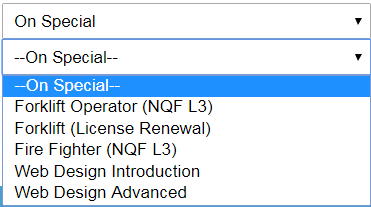 On Special
--On Special--
--On Special--
Forklift Operator (NQF L3)
Forklift (License Renewal)
Fire Fighter (NQF L3)
Web Design Introduction
Web Design Advanced